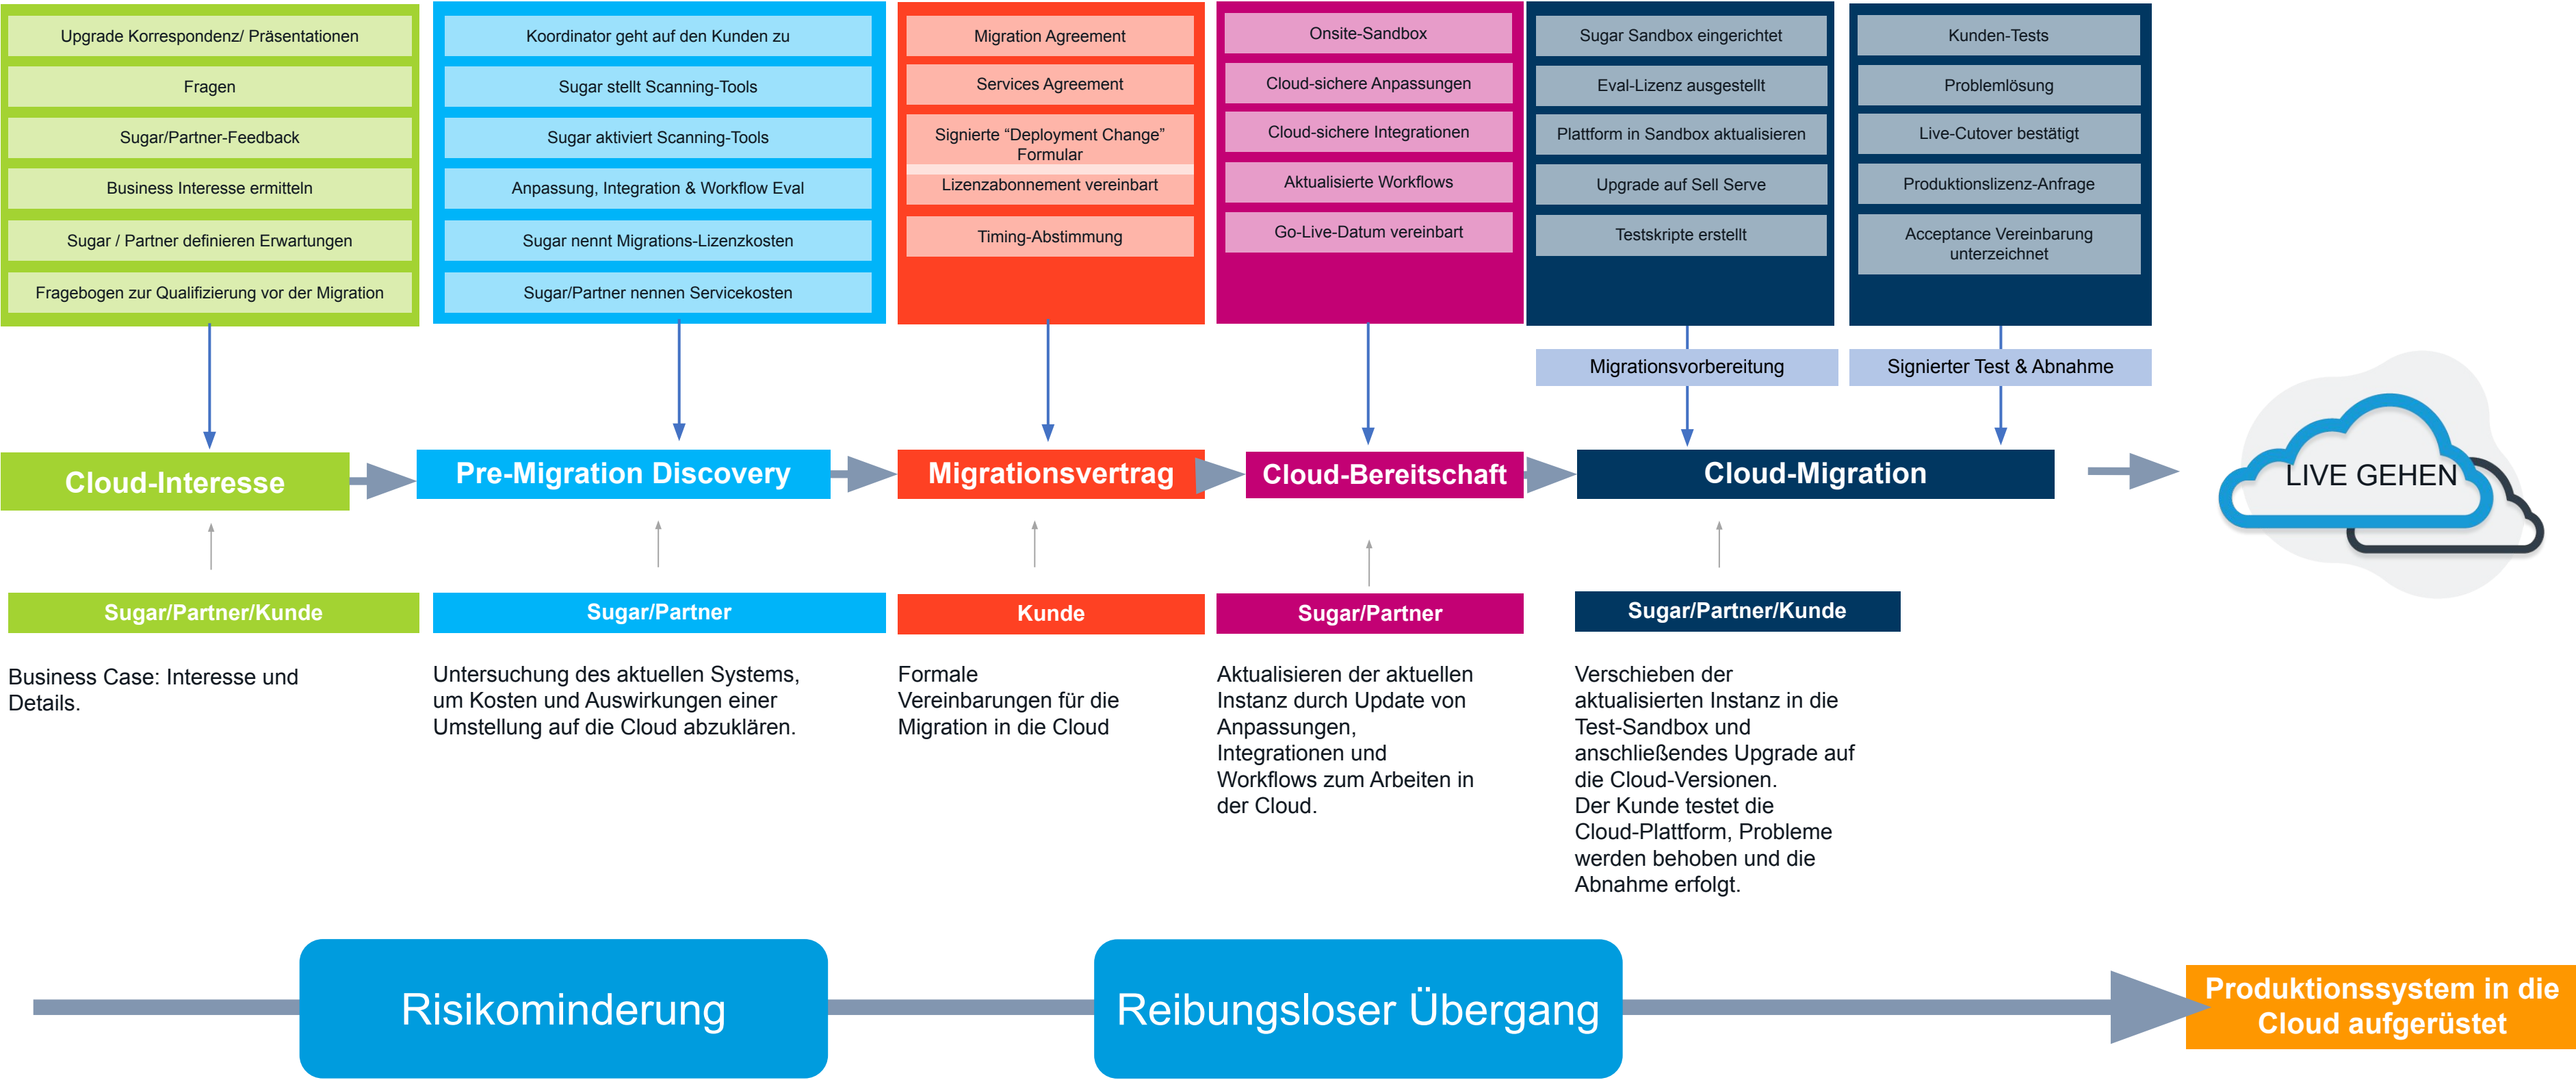 Upgrade Korrespondenz/ Präsentationen
Fragen
Sugar/Partner-Feedback
Business Interesse ermitteln
Sugar / Partner definieren Erwartungen
Fragebogen zur Qualifizierung vor der Migration
Koordinator geht auf den Kunden zu
Sugar stellt Scanning-Tools
Sugar aktiviert Scanning-Tools
Anpassung, Integration & Workflow Eval
Sugar nennt Migrations-Lizenzkosten
Sugar/Partner nennen Servicekosten
Migration Agreement
Services Agreement
Signierte “Deployment Change”
Formular
Lizenzabonnement vereinbart
Timing-Abstimmung
Onsite-Sandbox
Cloud-sichere Anpassungen
Cloud-sichere Integrationen
Aktualisierte Workflows
Go-Live-Datum vereinbart
Sugar Sandbox eingerichtet
Eval-Lizenz ausgestellt
Plattform in Sandbox aktualisieren
Upgrade auf Sell Serve
Testskripte erstellt
Kunden-Tests
Problemlösung
Live-Cutover bestätigt
Produktionslizenz-Anfrage
Acceptance Vereinbarung
unterzeichnet
Migrationsvorbereitung
Signierter Test & Abnahme
Cloud-Interesse
Pre-Migration Discovery
Migrationsvertrag
Cloud-Bereitschaft
Cloud-Migration
LIVE GEHEN
Sugar/Partner/Kunde
Sugar/Partner
Kunde
Sugar/Partner
Sugar/Partner/Kunde
Business Case: Interesse und
Details.
Untersuchung des aktuellen Systems,
um Kosten und Auswirkungen einer
Umstellung auf die Cloud abzuklären.
Formale
Vereinbarungen für die
Migration in die Cloud
Aktualisieren der aktuellen
Instanz durch Update von
Anpassungen,
Integrationen und
Workflows zum Arbeiten in
der Cloud.
Verschieben der
aktualisierten Instanz in die
Test-Sandbox und
anschließendes Upgrade auf
die Cloud-Versionen.
Der Kunde testet die
Cloud-Plattform, Probleme
werden behoben und die
Abnahme erfolgt.
Risikominderung
Reibungsloser Übergang
Produktionssystem in die
Cloud aufgerüstet